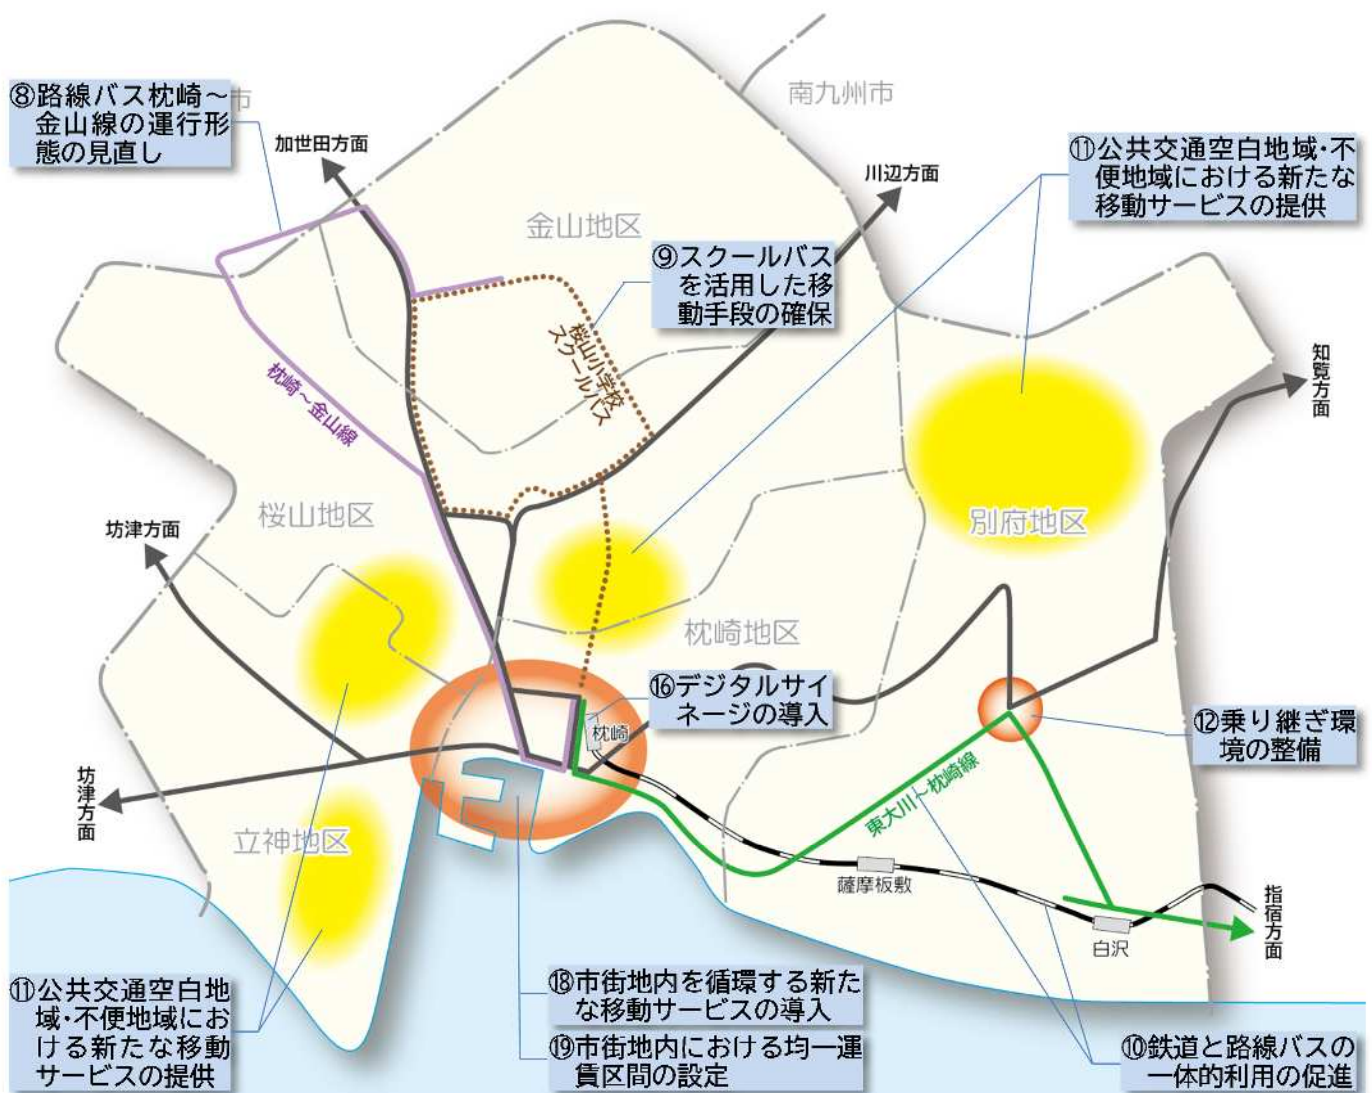 ⑧路線バス枕崎～
金山線の運行形
態の見直し
市
加世田方面
南九州市
川辺方面
⑪公共交通空白地域・不
便地域における新たな
移動サービスの提供
金山地区
⑨スクールバス
を活用した移
動手段の確保
桜山小学校
スクールバス
枕崎～金山線
知覧方面
桜山地区
坊津方面
別府地区
枕崎地区
⑯デジタルサイ
ネージの導入
枕崎
⑫乗り継ぎ環
境の整備
坊津方面
立神地区
東大川～枕崎線
薩摩板敷
白沢
指宿方面
⑪公共交通空白地
域・不便地域にお
ける新たな移動
サービスの提供
⑱市街地内を循環する新た
な移動サービスの導入
⑲市街地内における均一運
賃区間の設定
⑩鉄道と路線バスの
一体的利用の促進